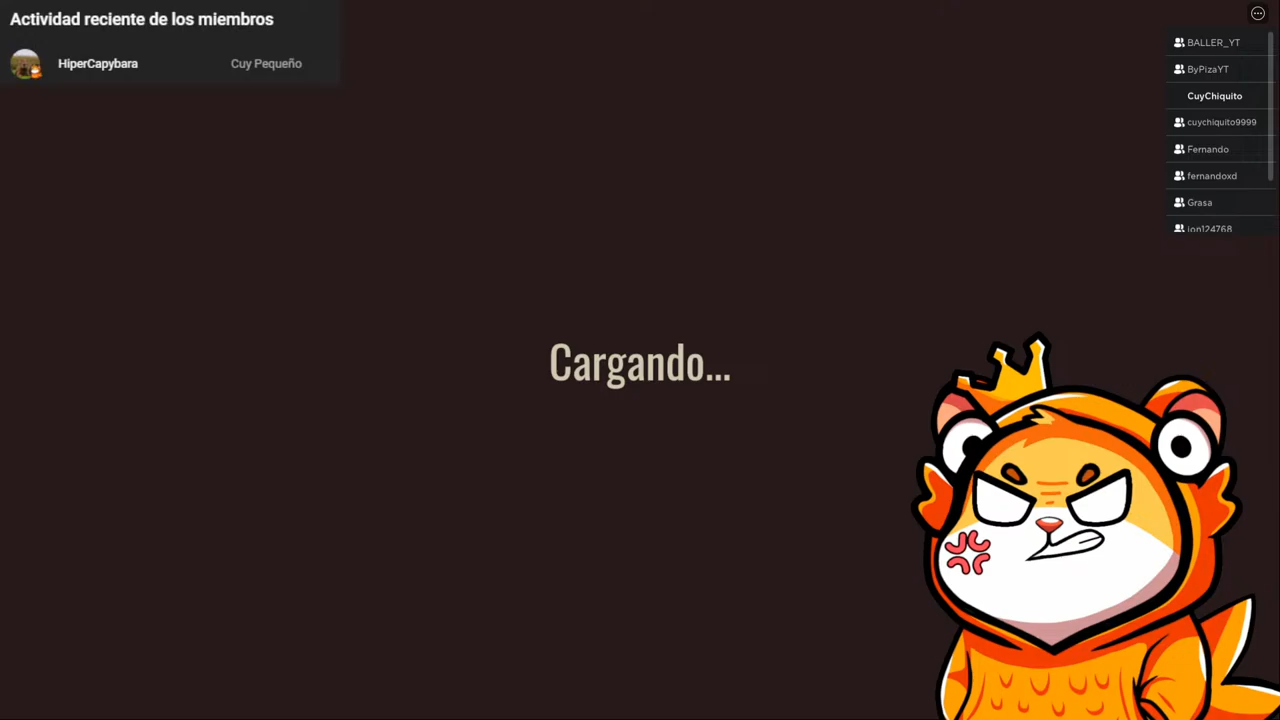 Actividad reciente de los miembros
HiperCapybara Cuy Pequeño
BALLER_YT
ByPizaYT
CuyChiquito
cuychiquito9999
Fernando
fernandoxd
Grasa
Cargando...